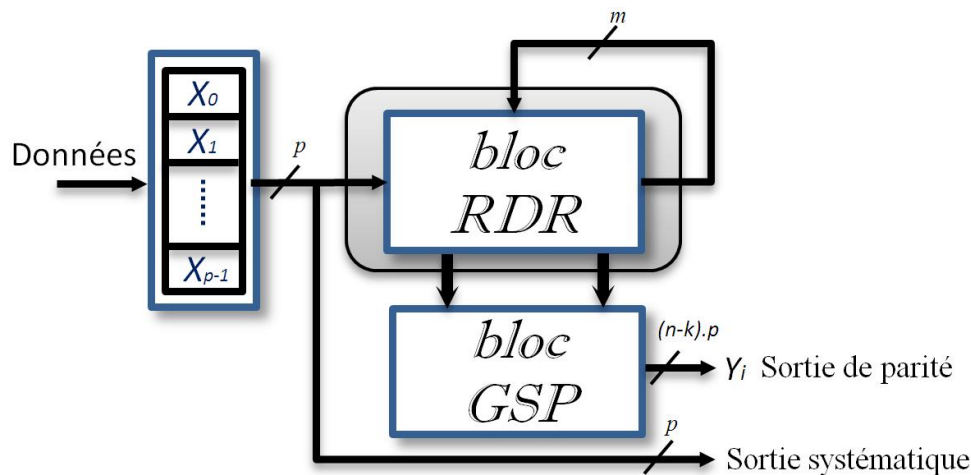 m
X0
X1
Xp-1
Données
p
bloc
RDR
bloc
GSP
(n-k).p
Yi Sortie de parité
p
Sortie systématique